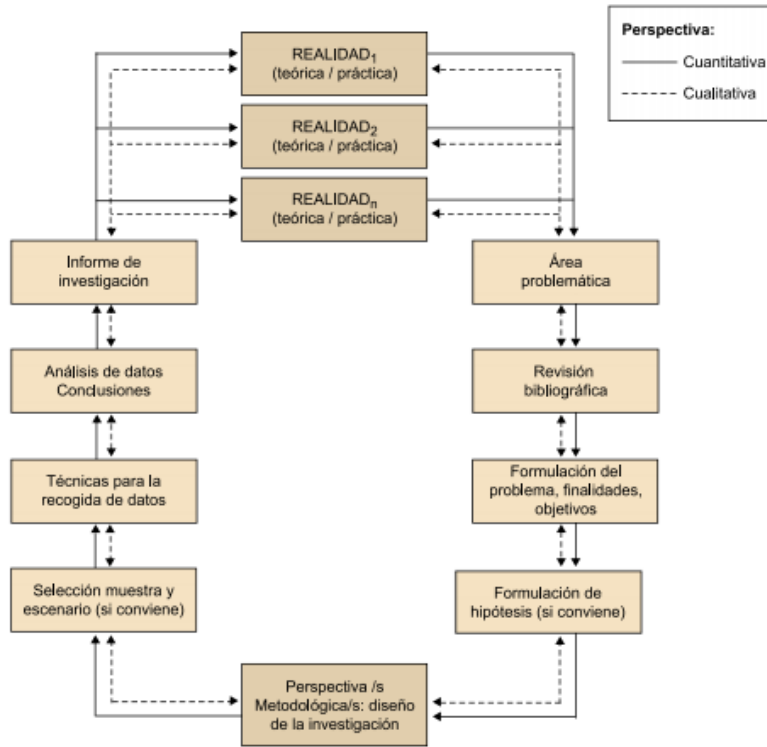 Perspectiva:
Cuantitativa
Cualitativa
REALIDAD1
(teórica / práctica)
REALIDAD2
(teórica / práctica)
REALIDADn
(teórica / práctica)
Informe de
investigación
Área
problemática
Análisis de datos
Conclusiones
Revisión
bibliográfica
Técnicas para la
recogida de datos
Formulación del
problema, finalidades,
objetivos
Selección muestra y
escenario (si conviene)
Formulación de
hipótesis (si conviene)
Perspectiva /s
Metodológica/s: diseño
de la investigación